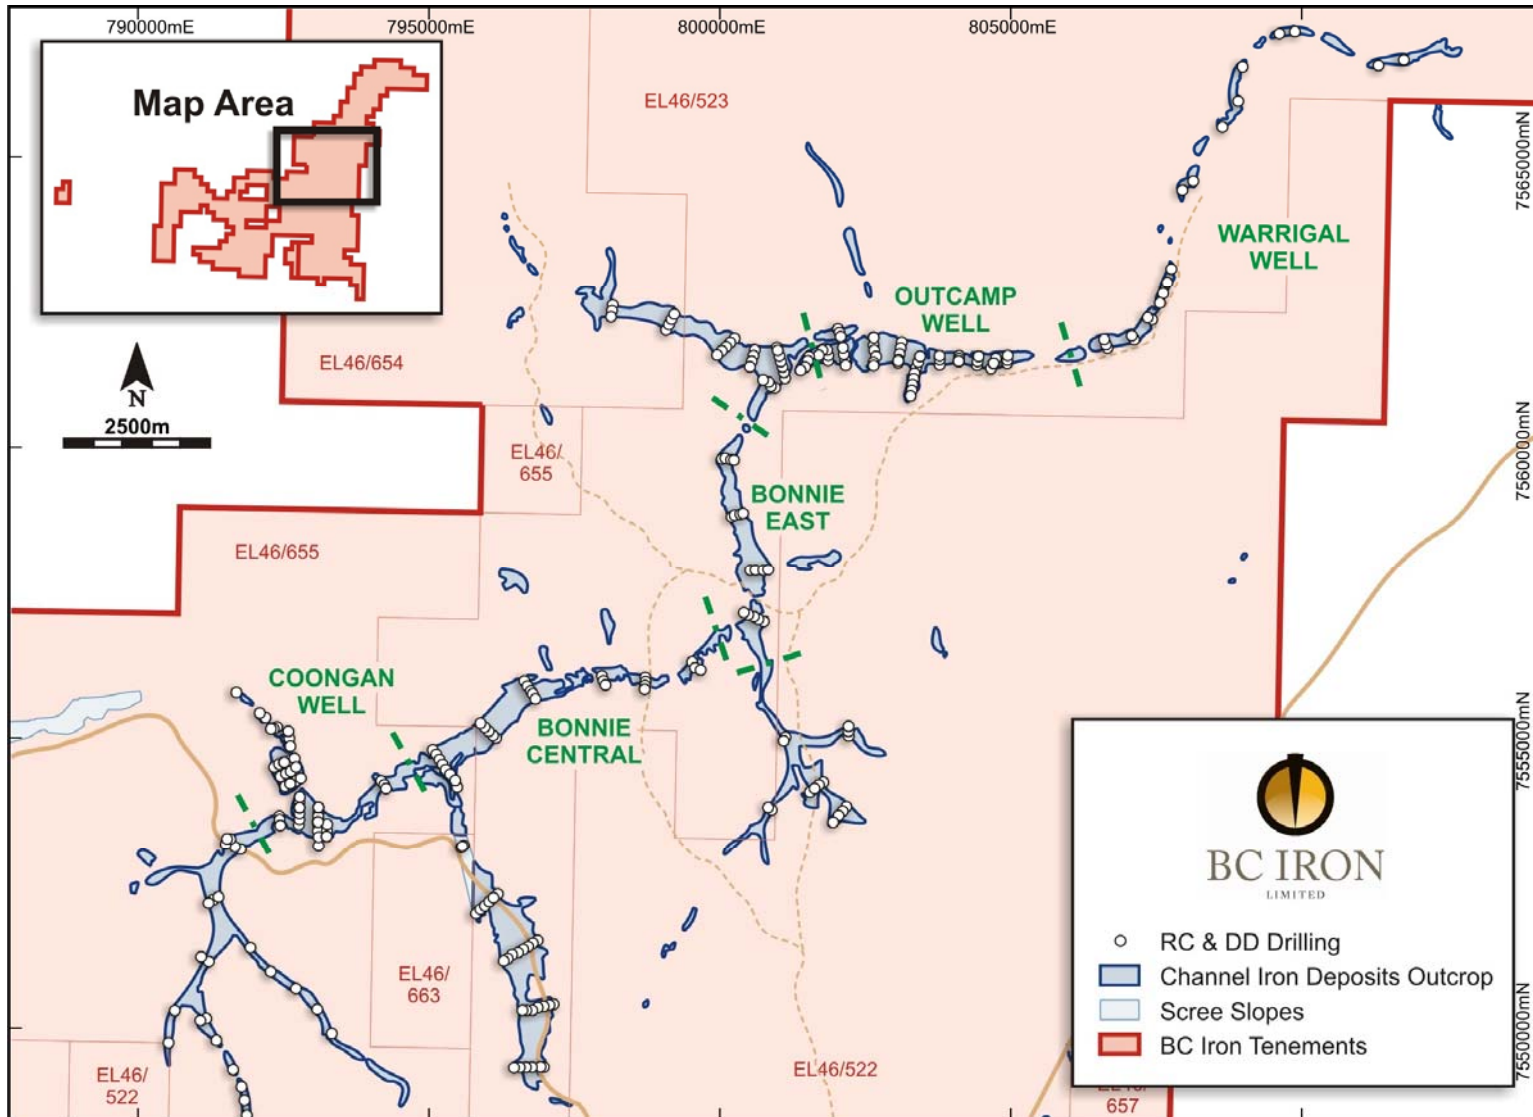 790000mE
795000mE
800000mE
805000mE
Map Area
EL46/523
7565000mN
WARRIGAL
WELL
OUTCAMP
WELL
EL46/654
N
2500m
EL46/
655
7560000mN
BONNIE
EAST
EL46/655
COONGAN
WELL
BONNIE
CENTRAL
7555000mN
BC IRON
LIMITED
RC & DD Drilling
Channel Iron Deposits Outcrop
Scree Slopes
BC Iron Tenements
EL46/
663
7550000mN
EL46/522
EL46/
522
657